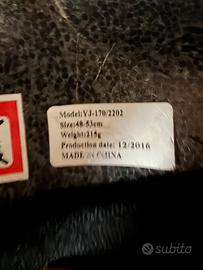 Model:YJ-170/2202
Size:48-53cm
Weight:215g
Production date: 12/2016
MADE IN CHINA
subito